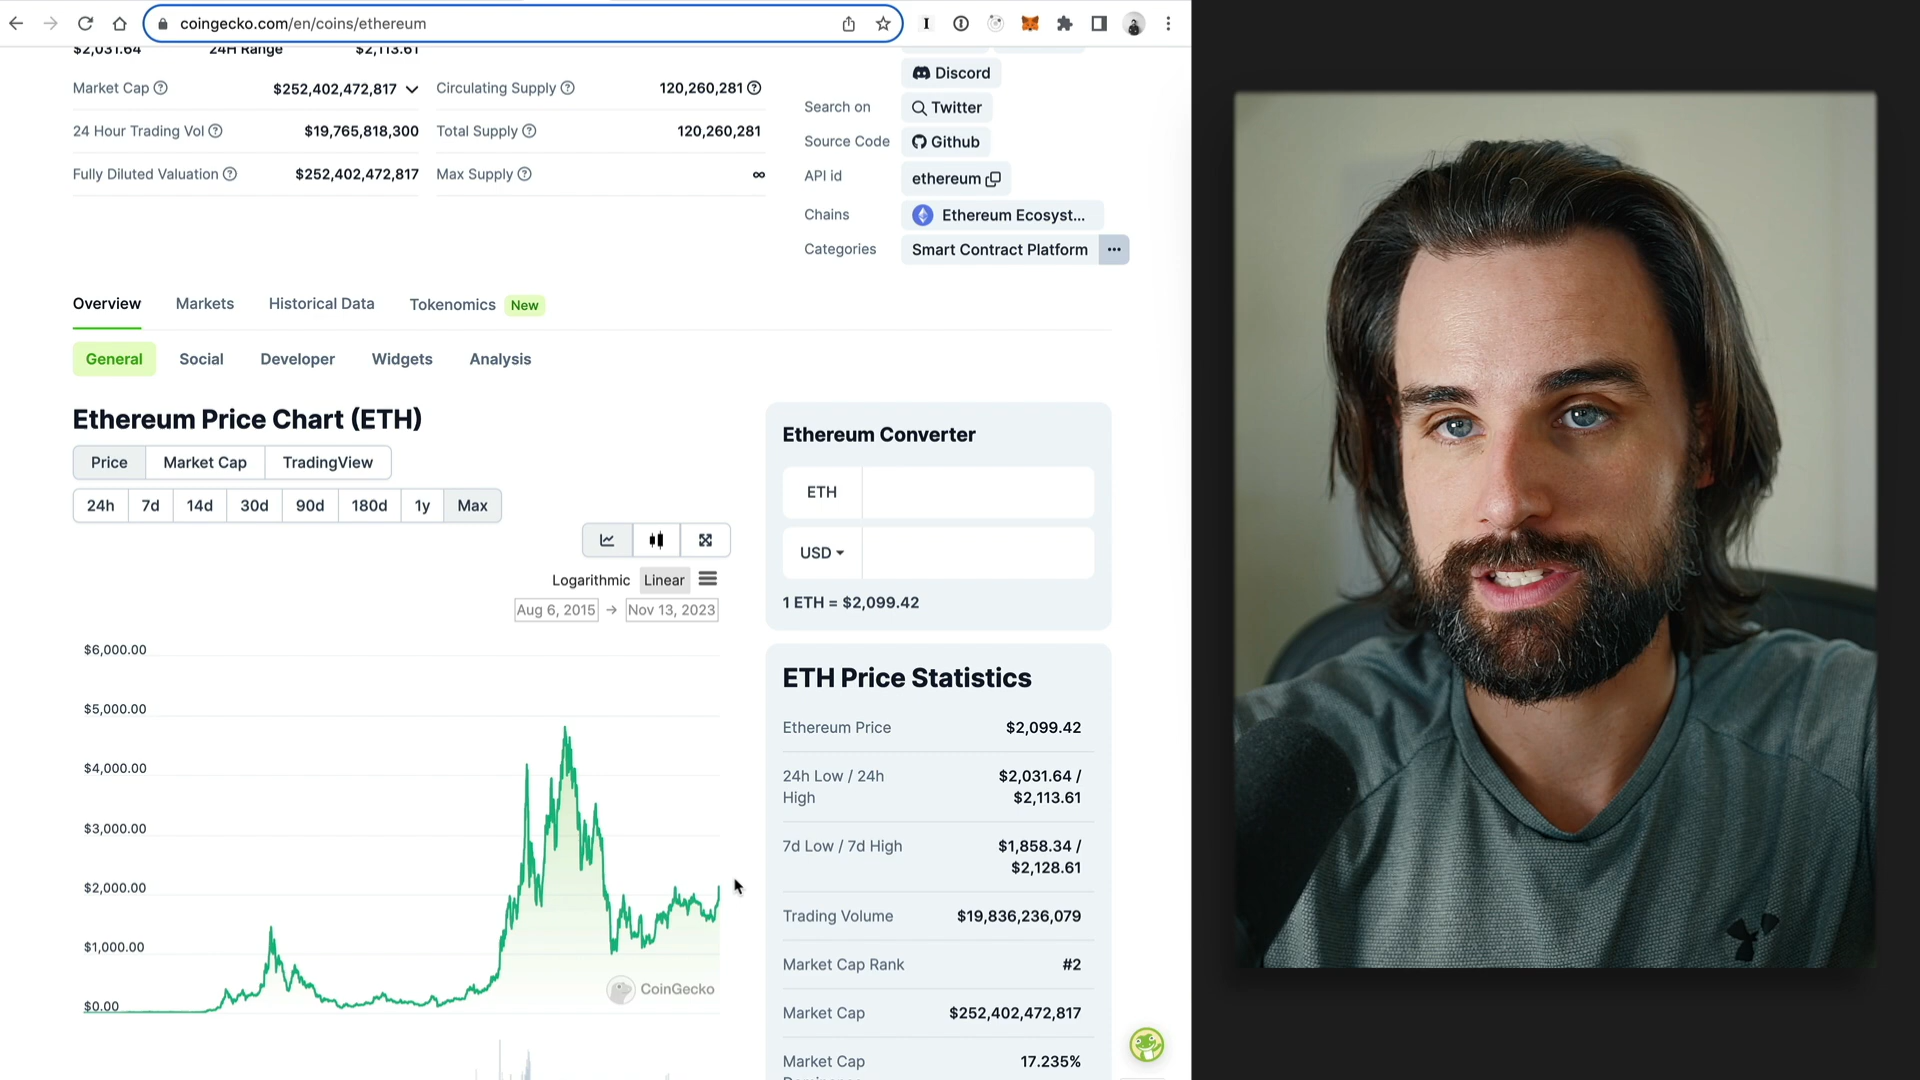 coingecko.com/en/coins/ethereum
$2,031.64 24H Range $2,113.61
Market Cap $252,402,472,817
Circulating Supply 120,260,281
24 Hour Trading Vol $19,765,818,300
Total Supply 120,260,281
Fully Diluted Valuation $252,402,472,817
Max Supply ∞
Discord
Search on Twitter
Source Code Github
API id ethereum
Chains Ethereum Ecosyst...
Categories Smart Contract Platform ...
Overview Markets Historical Data Tokenomics New
General Social Developer Widgets Analysis
Ethereum Price Chart (ETH)
Price Market Cap TradingView
24h 7d 14d 30d 90d 180d 1y Max
Logarithmic Linear
Aug 6, 2015 → Nov 13, 2023
$6,000.00
$5,000.00
$4,000.00
$3,000.00
$2,000.00
$1,000.00
$0.00
CoinGecko
Ethereum Converter
ETH
USD
1 ETH = $2,099.42
ETH Price Statistics
Ethereum Price $2,099.42
24h Low / 24h High $2,031.64 / $2,113.61
7d Low / 7d High $1,858.34 / $2,128.61
Trading Volume $19,836,236,079
Market Cap Rank #2
Market Cap $252,402,472,817
Market Cap 17.235%